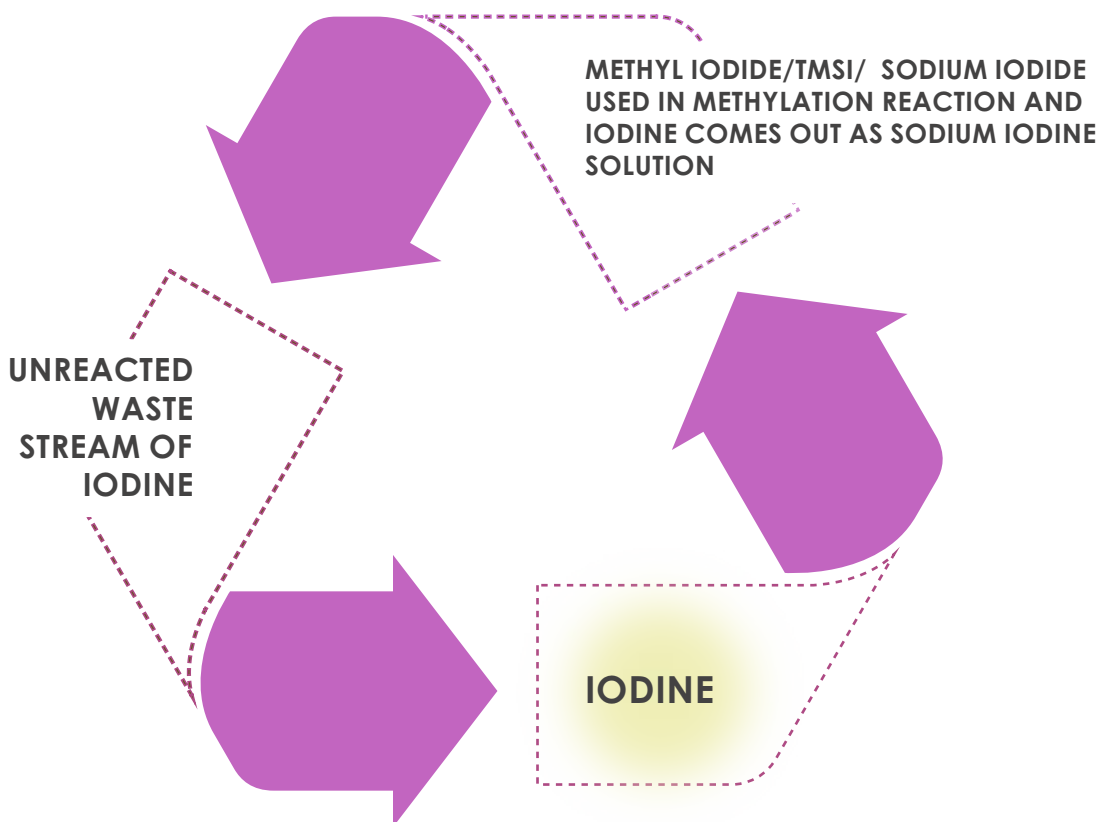 METHYL IODIDE/TMSI/ SODIUM IODIDE
USED IN METHYLATION REACTION AND
IODINE COMES OUT AS SODIUM IODINE
SOLUTION
UNREACTED
WASTE
STREAM OF
IODINE
IODINE